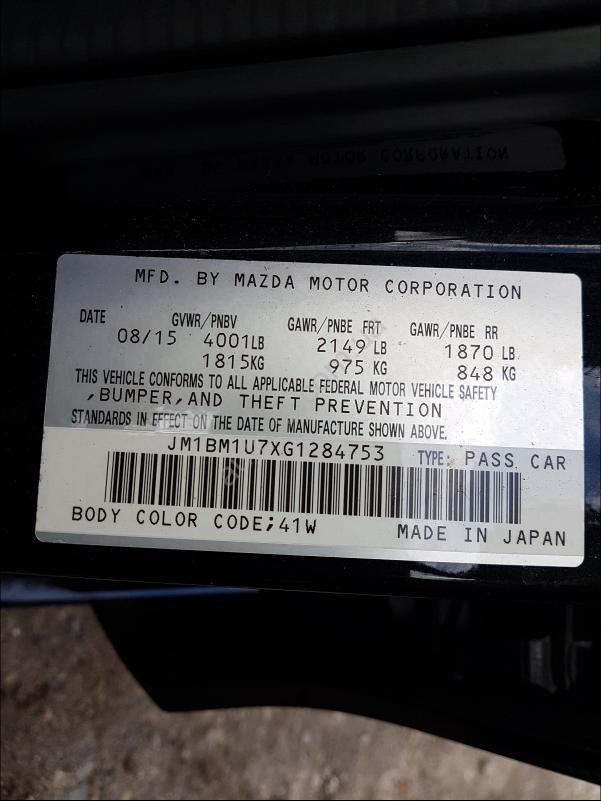 MFD. BY MAZDA MOTOR CORPORATION
DATE GVWR/PNBV GAWR/PNBE FRT GAWR/PNBE RR
08/15 4001LB 2149 LB 1870 LB
1815KG 975 KG 848 KG
THIS VEHICLE CONFORMS TO ALL APPLICABLE FEDERAL MOTOR VEHICLE SAFETY
,BUMPER,AND THEFT PREVENTION
STANDARDS IN EFFECT ON THE DATE OF MANUFACTURE SHOWN ABOVE.
JM1BM1U7XG1284753 TYPE: PASS CAR
BODY COLOR CODE;41W MADE IN JAPAN